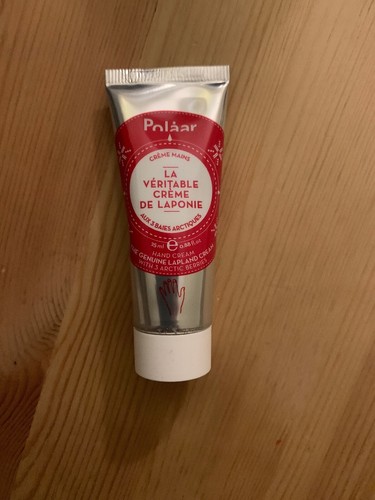 Polåar
CRÈME MAINS
LA
VÉRITABLE
CRÈME
DE LAPONIE
AUX 3 BAIES ARCTIQUES
HAND CREAM
GENUINE LAPLAND CREAM
WITH 3 ARCTIC BERRIES